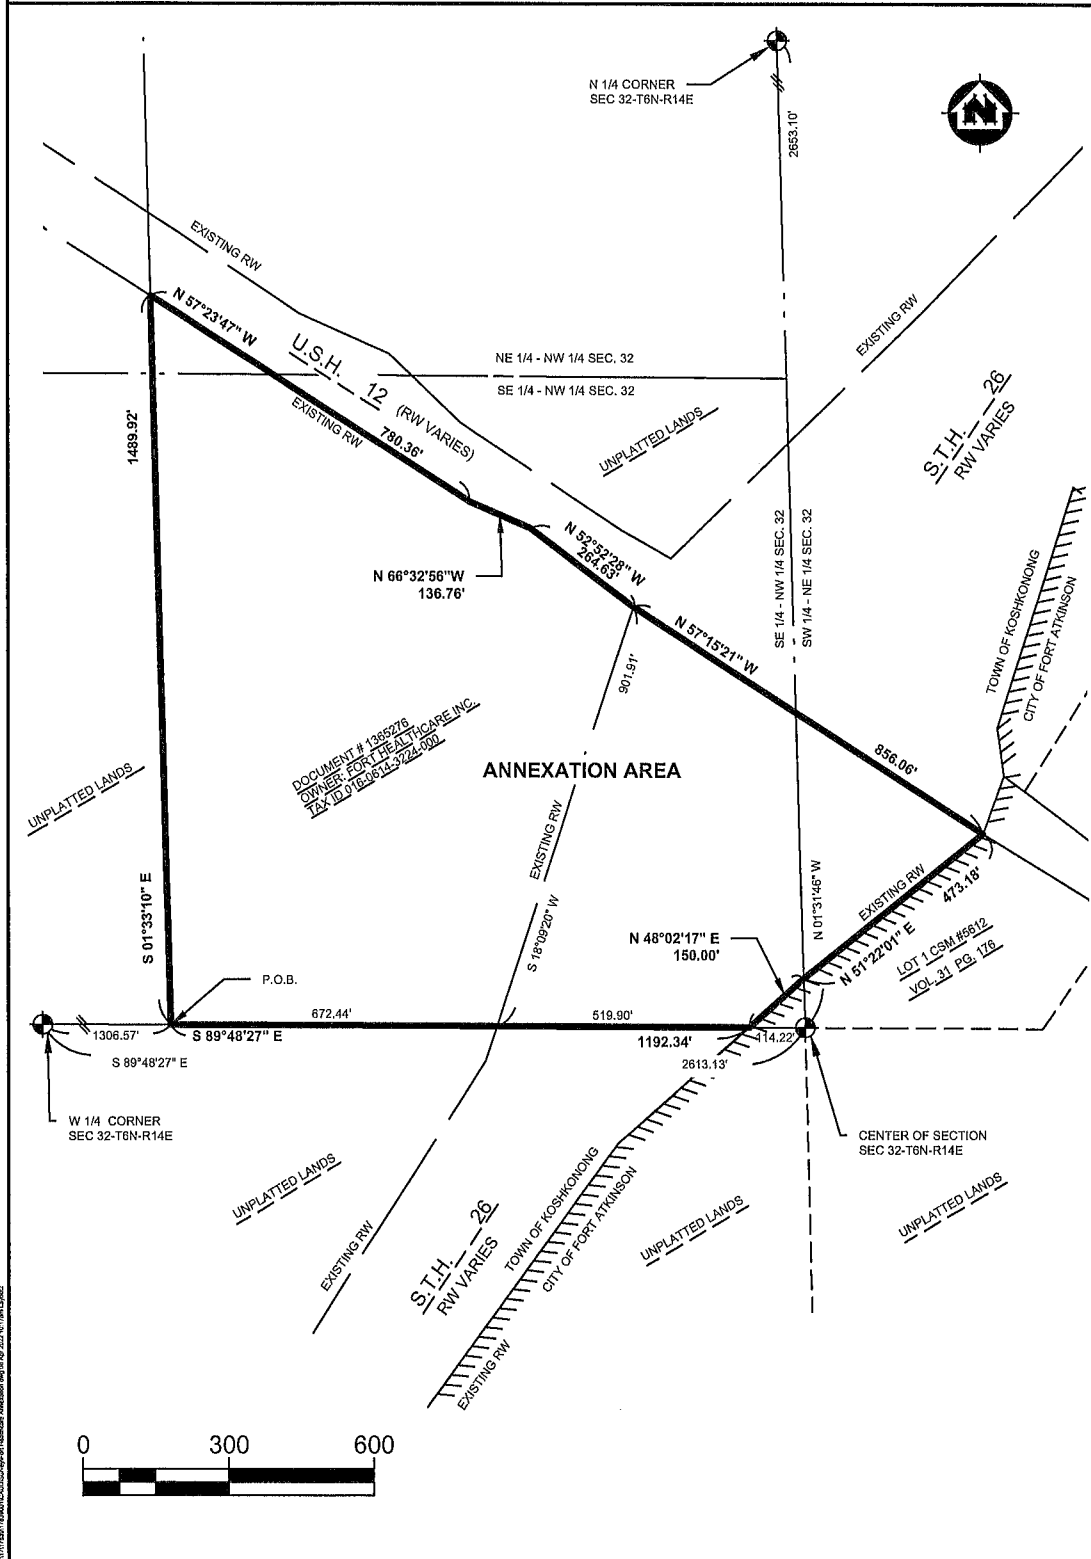 N 1/4 CORNER
SEC 32-T6N-R14E
N
2653.10'
EXISTING RW
N 57°23'47" W
U.S.H. 12 (RW VARIES)
EXISTING RW
780.36'
NE 1/4 - NW 1/4 SEC. 32
SE 1/4 - NW 1/4 SEC. 32
EXISTING RW
UNPLATTED LANDS
S.T.H. 26
RW VARIES
1489.92'
N 66°32'56"W
136.76'
N 52°52'28" W
264.63'
SE 1/4 - NW 1/4 SEC. 32
SW 1/4 - NE 1/4 SEC. 32
TOWN OF KOSHKONONG
CITY OF FORT ATKINSON
N 57°15'21" W
901.91'
856.06'
DOCUMENT # 1365276
OWNER: FORT HEALTHCARE INC.
TAX ID 016-0614-3224-000
ANNEXATION AREA
UNPLATTED LANDS
EXISTING RW
S 18°09'20" W
N 01°31'46" W
EXISTING RW
473.18'
N 51°22'01" E
LOT 1 CSM #5612
VOL. 31 PG. 176
S 01°33'10" E
N 48°02'17" E
150.00'
P.O.B.
672.44'
519.90'
1306.57'
S 89°48'27" E
1192.34'
114.22'
S 89°48'27" E
2613.13'
W 1/4 CORNER
SEC 32-T6N-R14E
CENTER OF SECTION
SEC 32-T6N-R14E
UNPLATTED LANDS
EXISTING RW
S.T.H. 26
RW VARIES
TOWN OF KOSHKONONG
CITY OF FORT ATKINSON
EXISTING RW
UNPLATTED LANDS
UNPLATTED LANDS
0 300 600